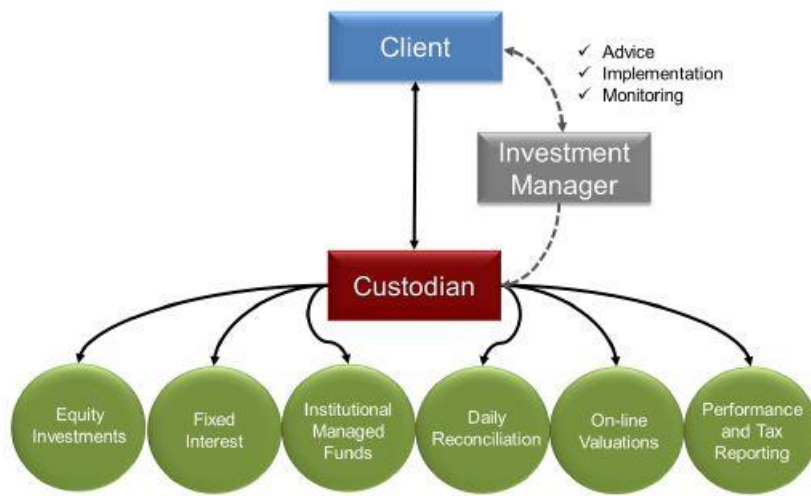 Client
✓ Advice
✓ Implementation
✓ Monitoring
Investment
Manager
Custodian
Equity
Investments
Fixed
Interest
Institutional
Managed
Funds
Daily
Reconciliation
On-line
Valuations
Performance
and Tax
Reporting